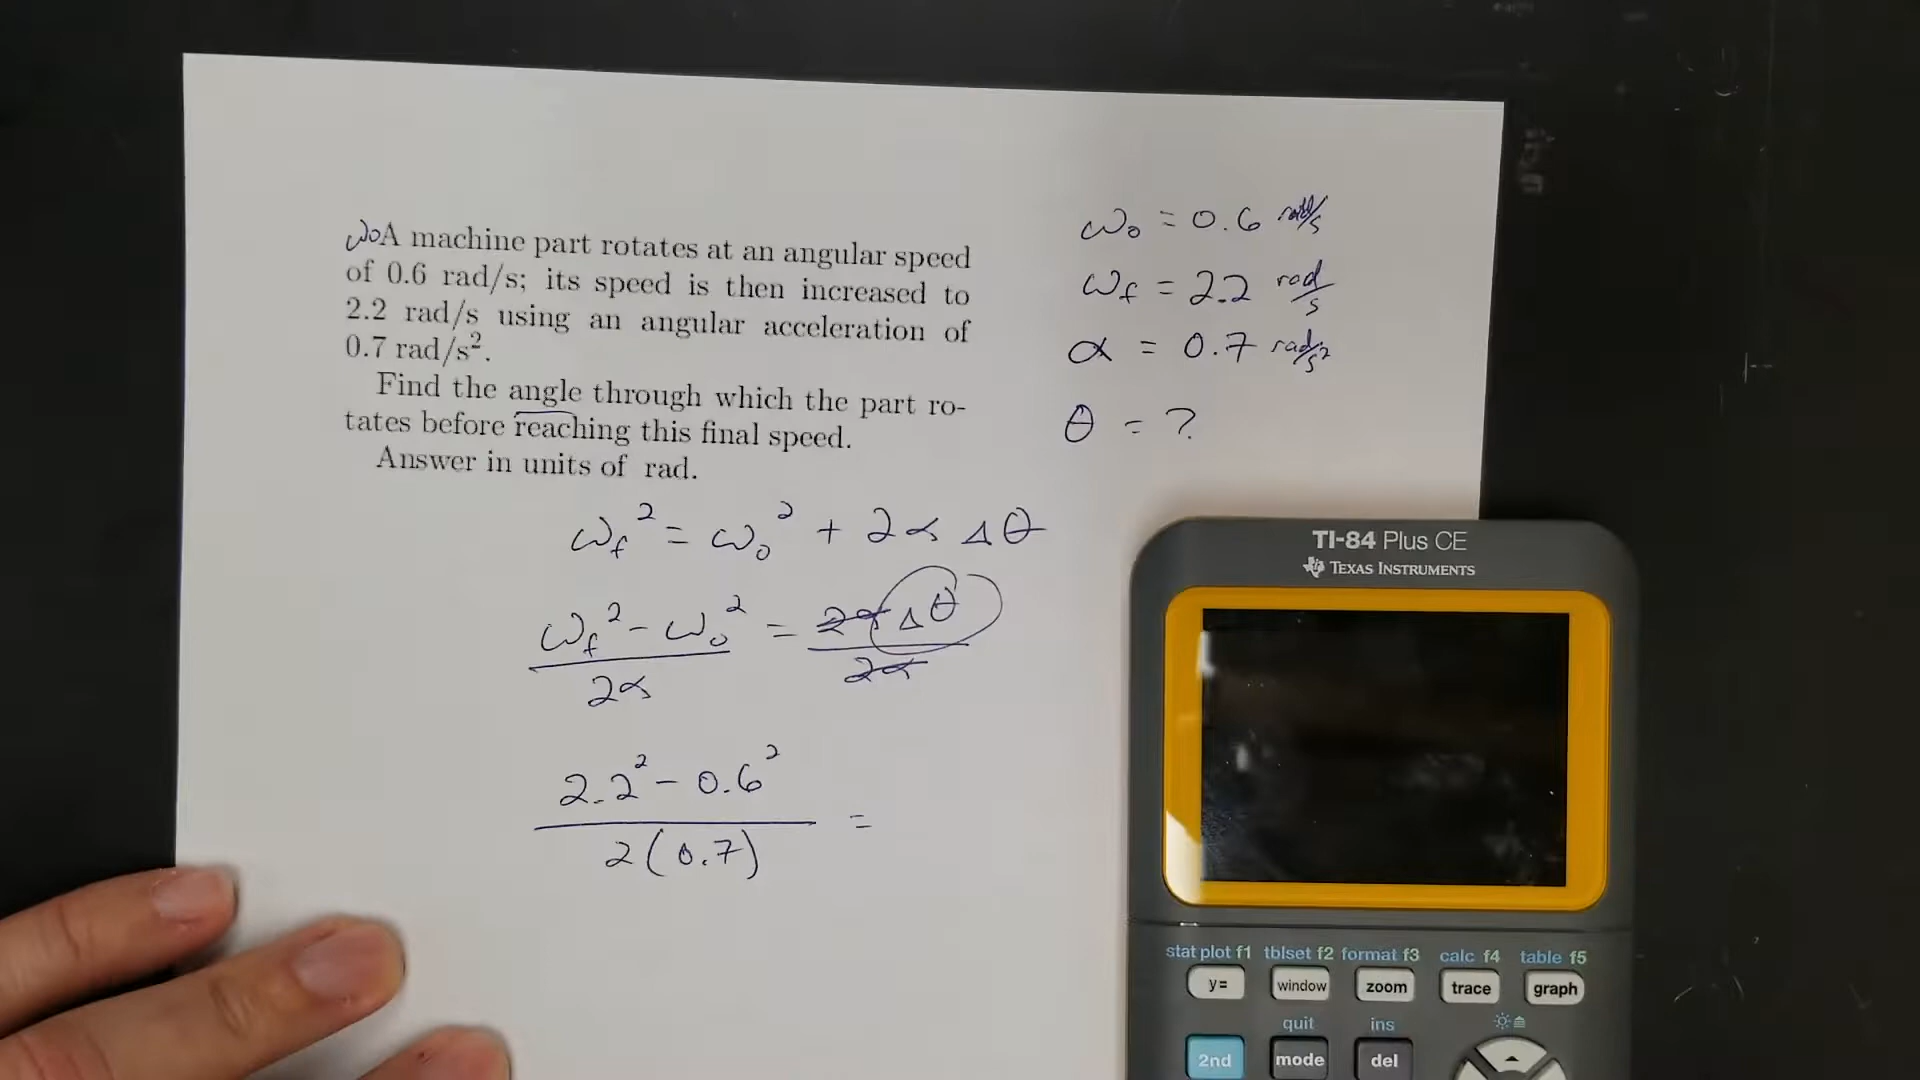 ω₀A machine part rotates at an angular speed
of 0.6 rad/s; its speed is then increased to
2.2 rad/s using an angular acceleration of
0.7 rad/s².
Find the angle through which the part ro-
tates before reaching this final speed.
Answer in units of rad.
ω₀ = 0.6 rad/s
ω_f = 2.2 rad/s
α = 0.7 rad/s²
θ = ?
ω_f² = ω₀² + 2α Δθ
ω_f² - ω₀² = 2α Δθ
2α 2α
2.2² - 0.6² =
2(0.7)
TI-84 Plus CE
TEXAS INSTRUMENTS
stat plot f1 tblset f2 format f3 calc f4 table f5
y= window zoom trace graph
quit ins
2nd mode del